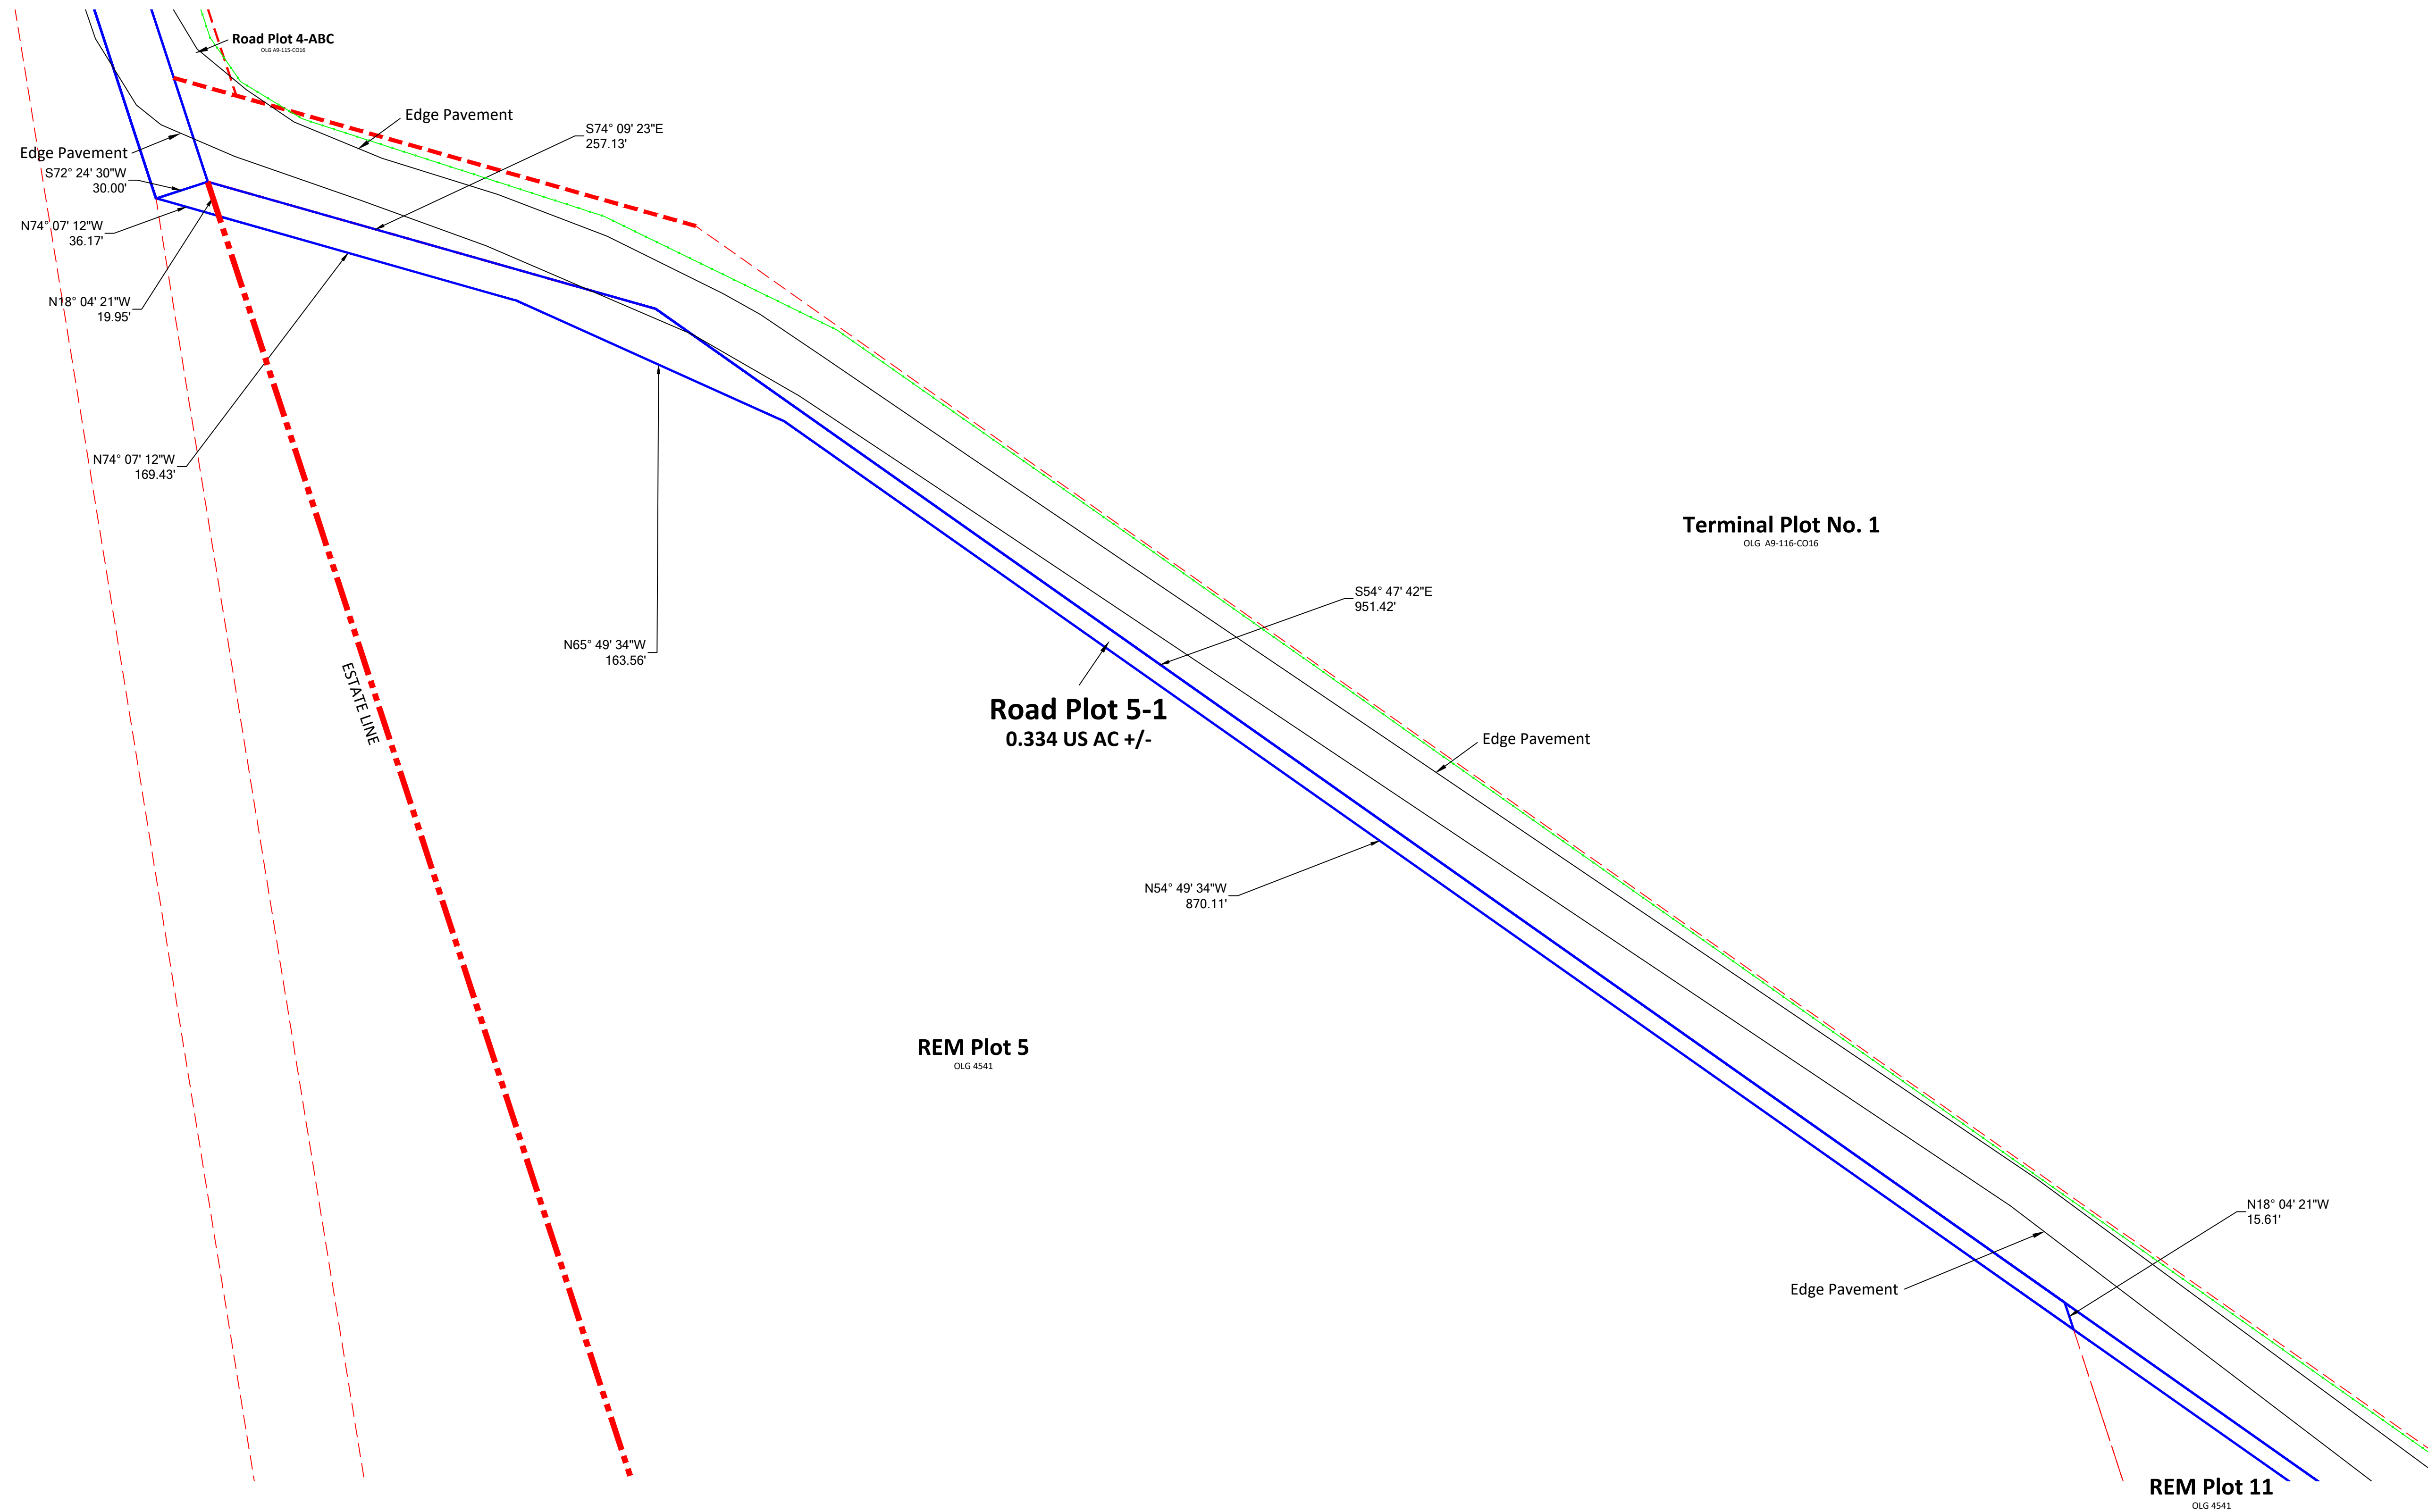 Road Plot 4-ABC
OLG A9-115-CO16
Edge Pavement
S74° 09' 23"E
257.13'
Edge Pavement
S72° 24' 30"W
30.00'
N74° 07' 12"W
36.17'
N18° 04' 21"W
19.95'
N74° 07' 12"W
169.43'
Terminal Plot No. 1
OLG A9-116-CO16
S54° 47' 42"E
951.42'
N65° 49' 34"W
163.56'
ESTATE LINE
Road Plot 5-1
0.334 US AC +/-
Edge Pavement
N54° 49' 34"W
870.11'
REM Plot 5
OLG 4541
N18° 04' 21"W
15.61'
Edge Pavement
REM Plot 11
OLG 4541